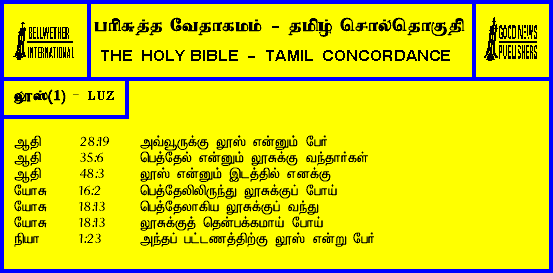 BELLWETHER
INTERNATIONAL
பரிசுத்த வேதாகமம் - தமிழ் சொல்தொகுதி
THE HOLY BIBLE - TAMIL CONCORDANCE
GOOD NEWS
PUBLISHERS
லூஸ்(1) - LUZ
ஆதி 28:19 அவ்வூருக்கு லூஸ் என்னும் பேர்
ஆதி 35:6 பெத்தேல் என்னும் லூசுக்கு வந்தார்கள்
ஆதி 48:3 லூஸ் என்னும் இடத்தில் எனக்கு
யோசு 16:2 பெத்தேலிலிருந்து லூசுக்குப் போய்
யோசு 18:13 பெத்தேலாகிய லூசுக்குப் வந்து
யோசு 18:13 லூசுக்குத் தென்பக்கமாய் போய்
நியா 1:23 அந்தப் பட்டணத்திற்கு லூஸ் என்று பேர்